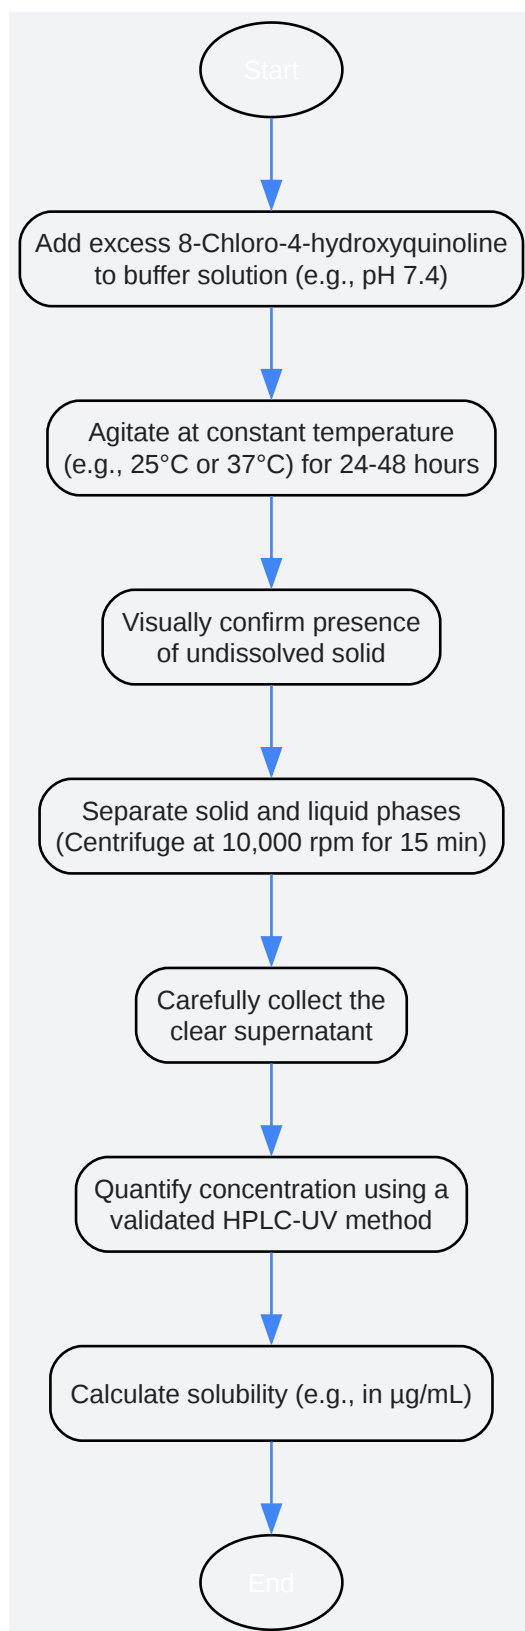 Start
Add excess 8-Chloro-4-hydroxyquinoline
to buffer solution (e.g., pH 7.4)
Agitate at constant temperature
(e.g., 25°C or 37°C) for 24-48 hours
Visually confirm presence
of undissolved solid
Separate solid and liquid phases
(Centrifuge at 10,000 rpm for 15 min)
Carefully collect the
clear supernatant
Quantify concentration using a
validated HPLC-UV method
Calculate solubility (e.g., in µg/mL)
End